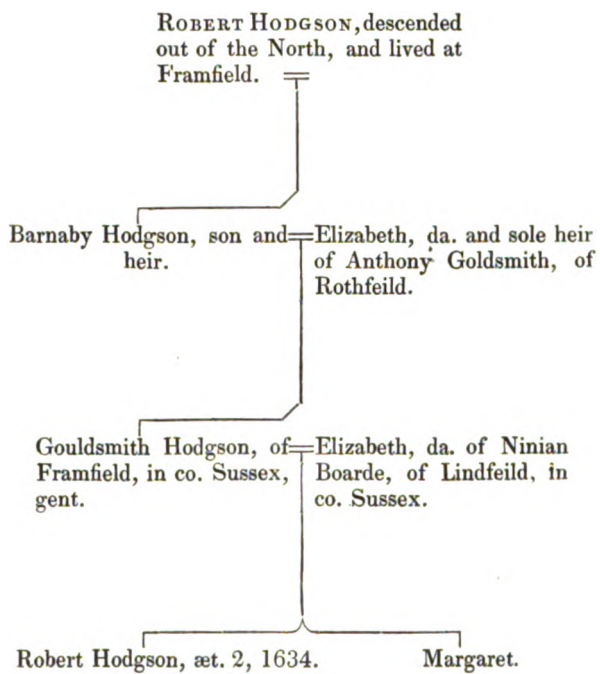 ROBERT HODGSON, descended
out of the North, and lived at
Framfield.
Barnaby Hodgson, son and
heir.
Elizabeth, da. and sole heir
of Anthony Goldsmith, of
Rothfeild.
Gouldsmith Hodgson, of
Framfield, in co. Sussex,
gent.
Elizabeth, da. of Ninian
Boarde, of Lindfeild, in
co. Sussex.
Robert Hodgson, æt. 2, 1634.
Margaret.